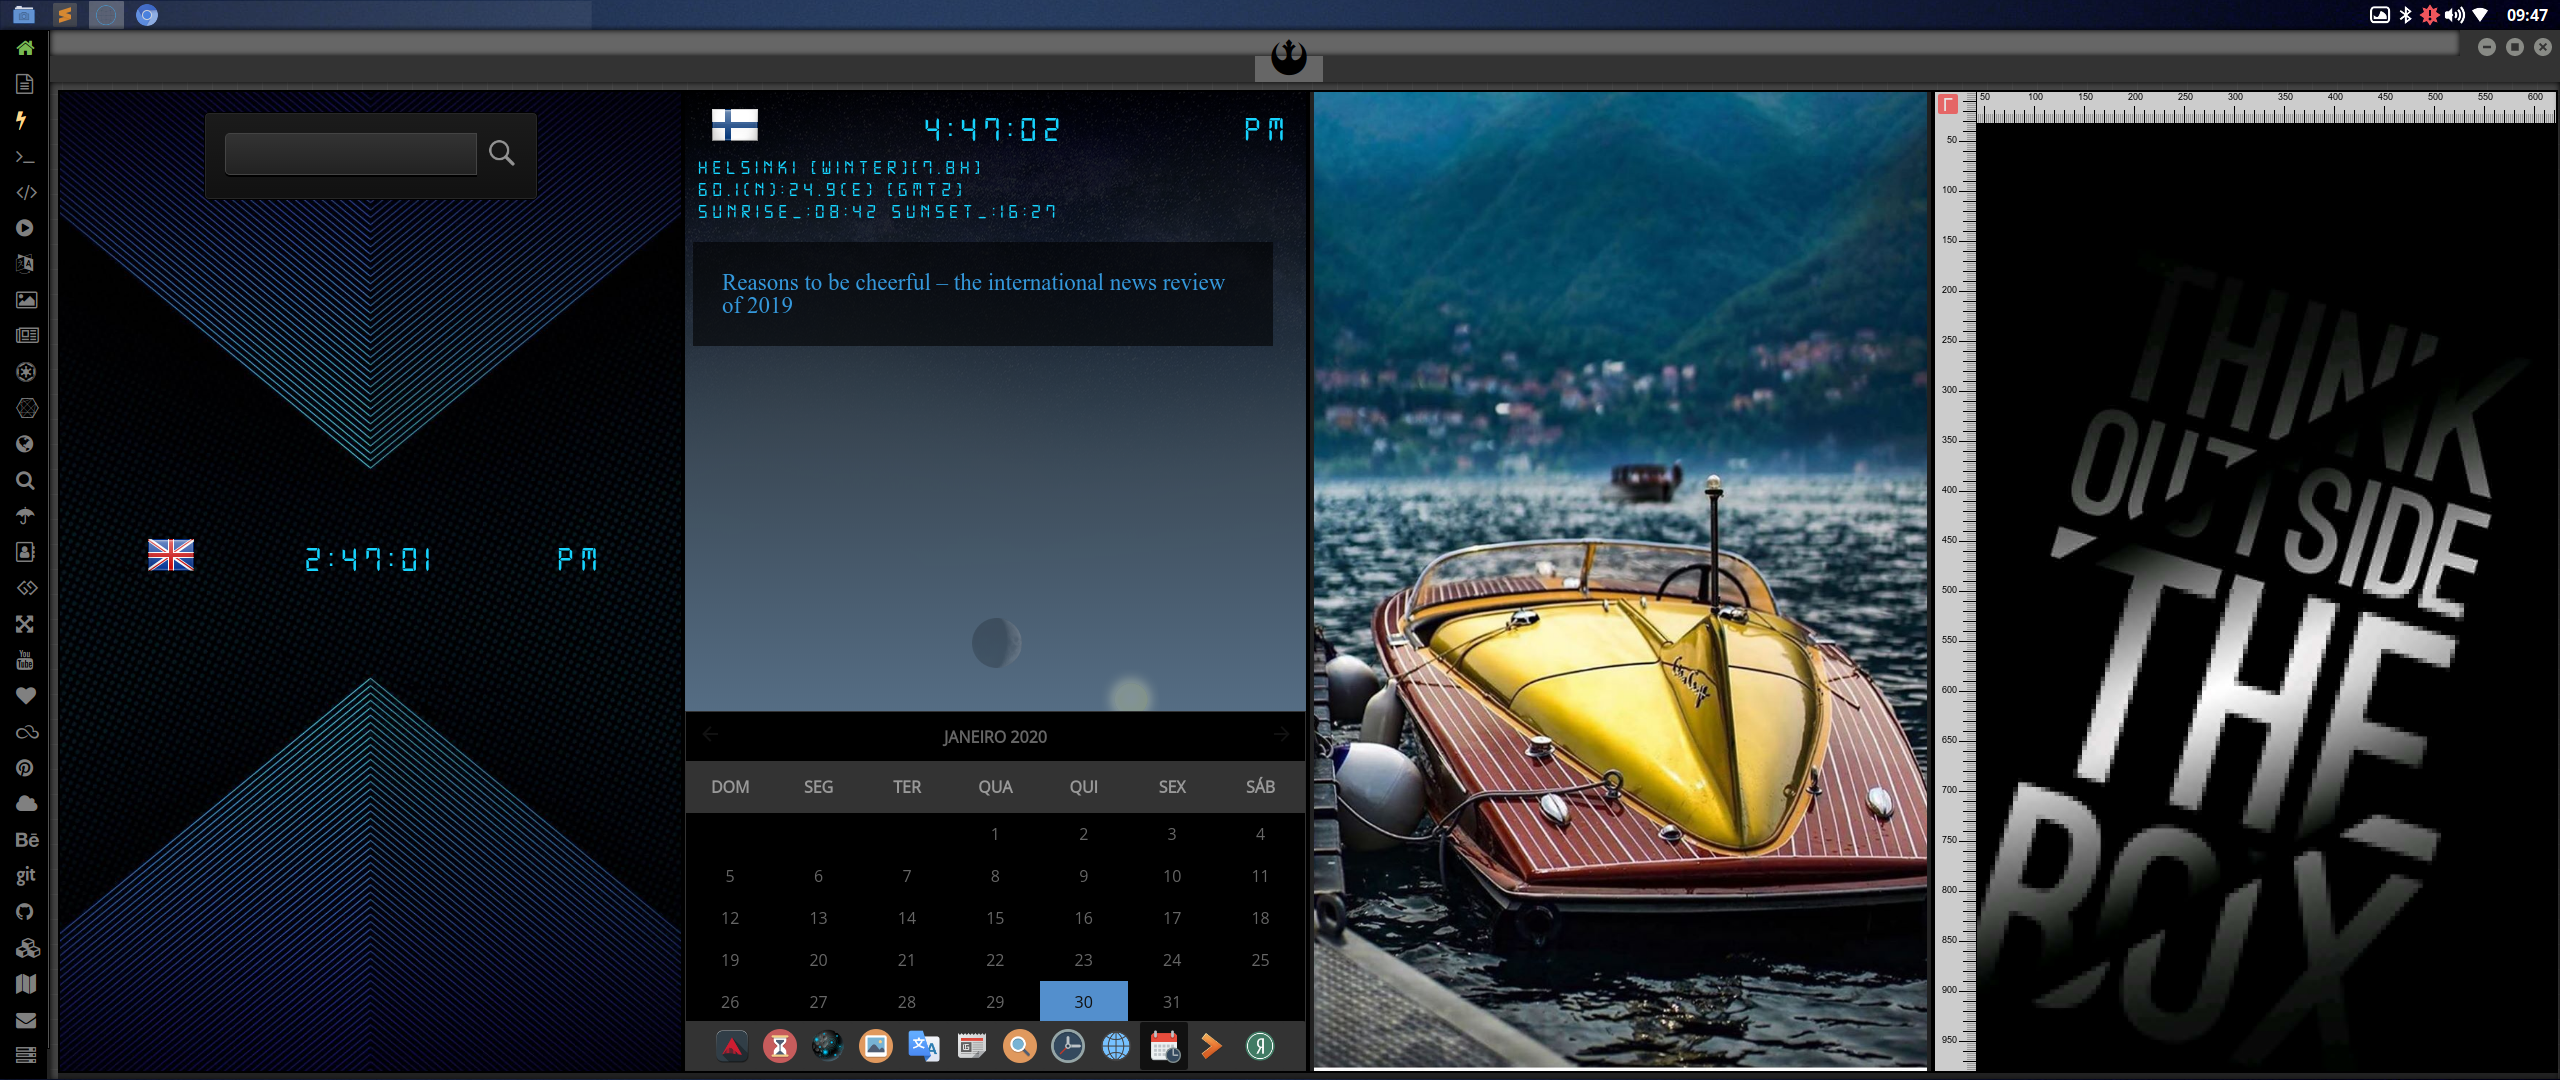 09:47
You
Tube
Bē
git
2:47:01 PM
4:47:02 PM
HELSINKI [WINTER][7.8H]
60.1(N):24.9(E) [GMT2]
SUNRISE_:08:42 SUNSET_:16:27
Reasons to be cheerful – the international news review
of 2019
JANEIRO 2020
DOM SEG TER QUA QUI SEX SÁB
1 2 3 4
5 6 7 8 9 10 11
12 13 14 15 16 17 18
19 20 21 22 23 24 25
26 27 28 29 30 31
50 100 150 200 250 300 350 400 450 500 550 600
50
100
150
200
250
300
350
400
450
500
550
600
650
700
750
800
850
900
950
THINK
OUTSIDE
THE
BOX